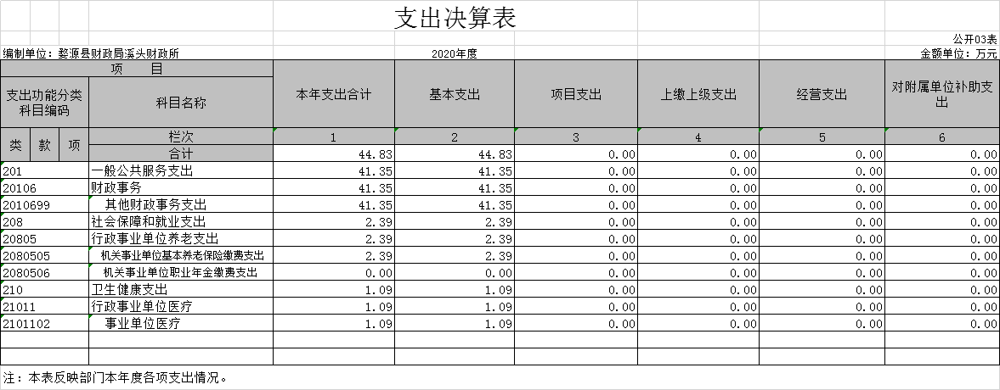 支出决算表
公开03表
编制单位：婺源县财政局溪头财政所 2020年度 金额单位：万元
项 目 本年支出合计 基本支出 项目支出 上缴上级支出 经营支出 对附属单位补助支出
支出功能分类科目编码 科目名称
类 款 项 栏次 1 2 3 4 5 6
合计 44.83 44.83 0.00 0.00 0.00 0.00
201 一般公共服务支出 41.35 41.35 0.00 0.00 0.00 0.00
20106 财政事务 41.35 41.35 0.00 0.00 0.00 0.00
2010699 其他财政事务支出 41.35 41.35 0.00 0.00 0.00 0.00
208 社会保障和就业支出 2.39 2.39 0.00 0.00 0.00 0.00
20805 行政事业单位养老支出 2.39 2.39 0.00 0.00 0.00 0.00
2080505 机关事业单位基本养老保险缴费支出 2.39 2.39 0.00 0.00 0.00 0.00
2080506 机关事业单位职业年金缴费支出 0.00 0.00 0.00 0.00 0.00 0.00
210 卫生健康支出 1.09 1.09 0.00 0.00 0.00 0.00
21011 行政事业单位医疗 1.09 1.09 0.00 0.00 0.00 0.00
2101102 事业单位医疗 1.09 1.09 0.00 0.00 0.00 0.00
注：本表反映部门本年度各项支出情况。